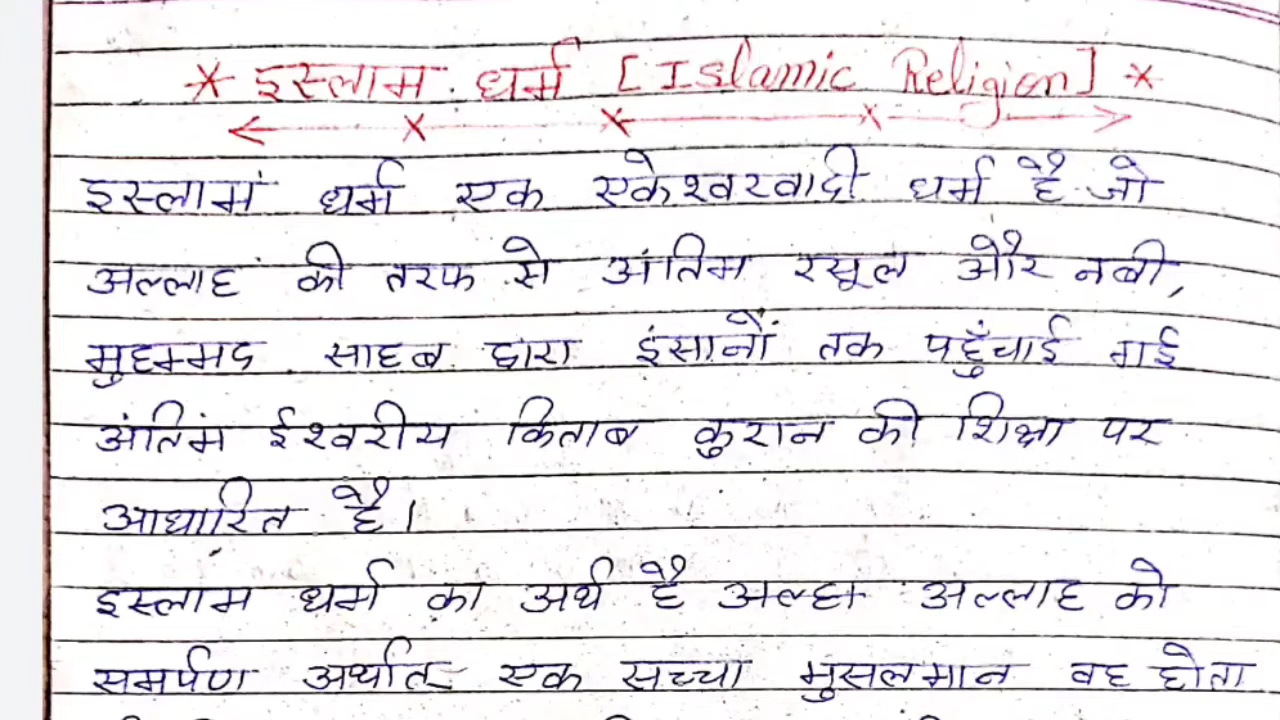 * इस्लाम धर्म [Islamic Religion] *
इस्लाम धर्म एक एकेश्वरवादी धर्म है जो
अल्लाह की तरफ से अंतिम रसूल और नबी,
मुहम्मद साहब द्वारा इंसानों तक पहुँचाई गई
अंतिम ईश्वरीय किताब कुरान की शिक्षा पर
आधारित है।
इस्लाम धर्म का अर्थ है अल्लाह को
समर्पण अर्थात एक सच्चा मुसलमान वह होता